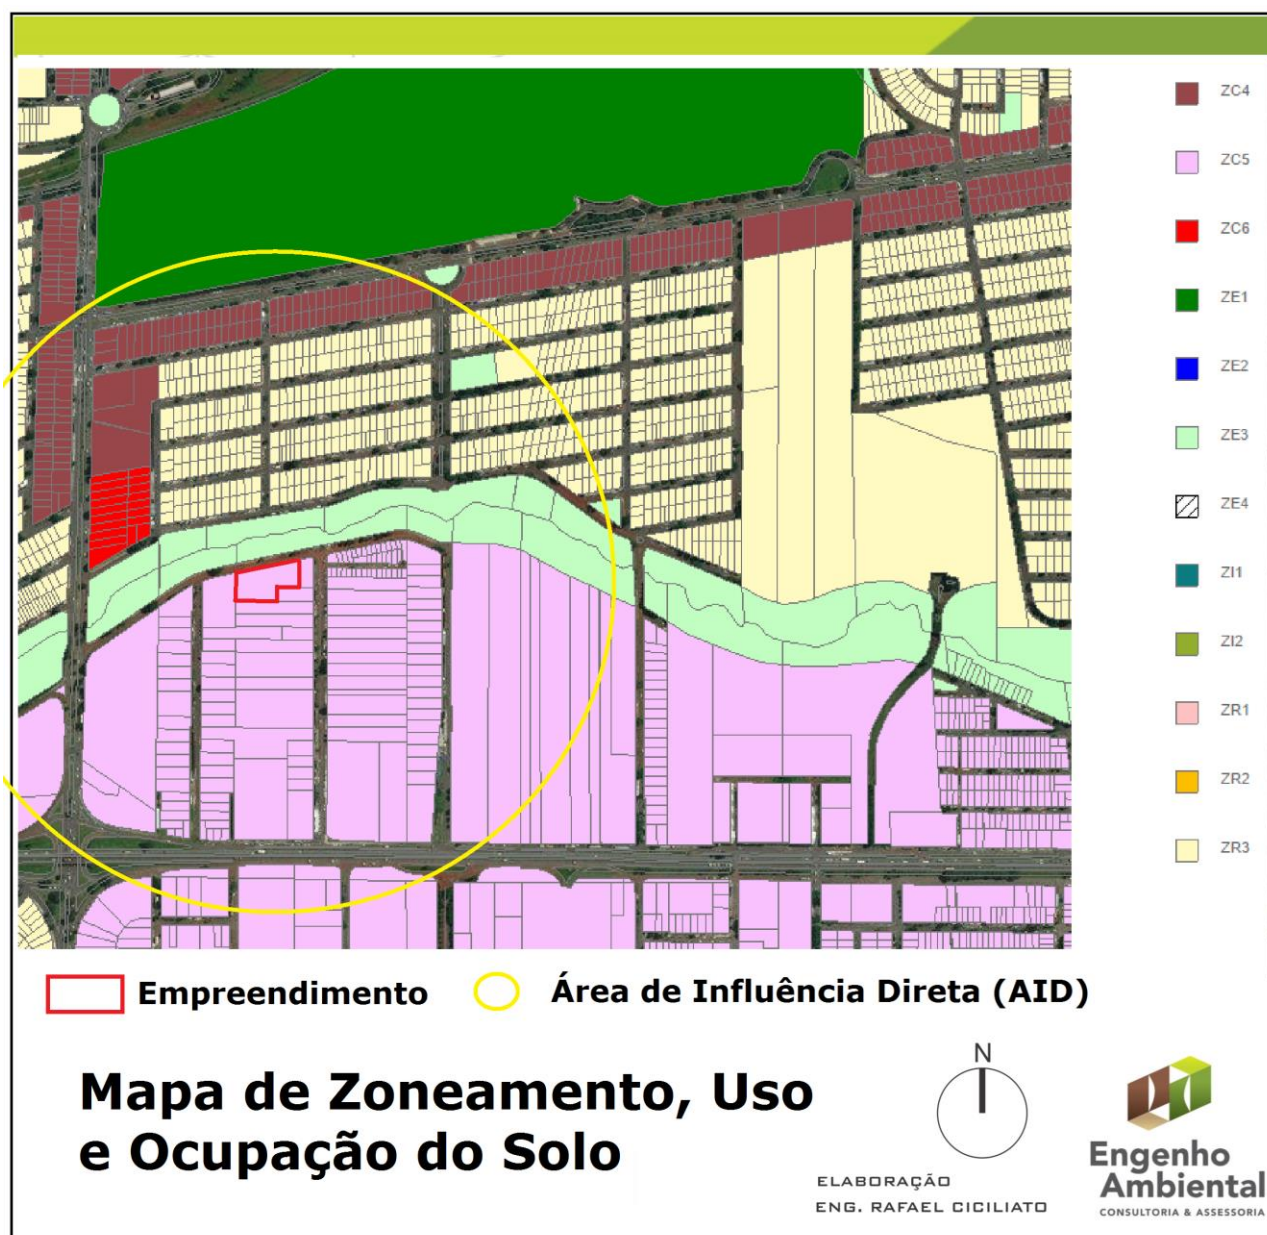 ZC4
ZC5
ZC6
ZE1
ZE2
ZE3
ZE4
ZI1
ZI2
ZR1
ZR2
ZR3
Empreendimento
Área de Influência Direta (AID)
Mapa de Zoneamento, Uso
e Ocupação do Solo
N
ELABORAÇÃO
ENG. RAFAEL CICILIATO
Engenho
Ambiental
CONSULTORIA & ASSESSORIA